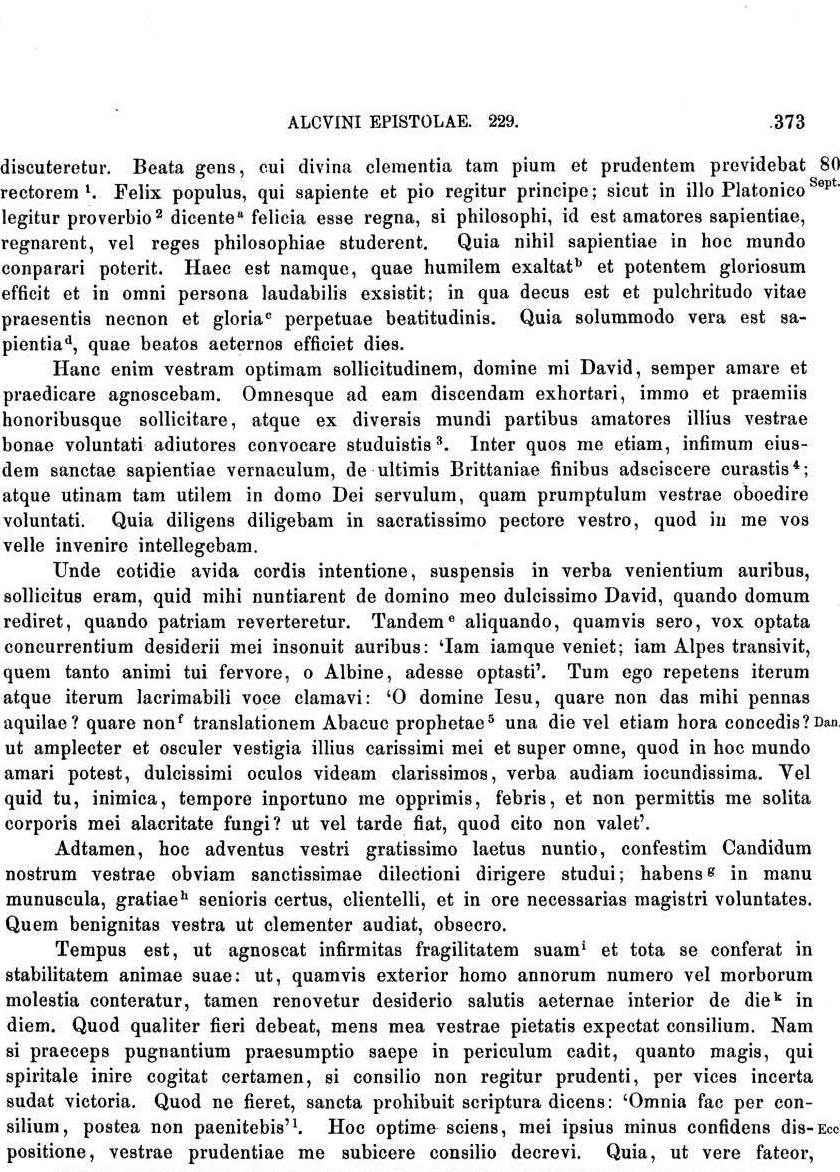 ALCVINI EPISTOLAE. 229. 373
discuteretur. Beata gens, cui divina clementia tam pium et prudentem previdebat 80
rectorem ¹. Felix populus, qui sapiente et pio regitur principe; sicut in illo Platonico Sept.
legitur proverbio ² dicente ᵃ felicia esse regna, si philosophi, id est amatores sapientiae,
regnarent, vel reges philosophiae studerent. Quia nihil sapientiae in hoc mundo
conparari poterit. Haec est namque, quae humilem exaltat ᵇ et potentem gloriosum
efficit et in omni persona laudabilis exsistit; in qua decus est et pulchritudo vitae
praesentis necnon et gloria ᶜ perpetuae beatitudinis. Quia solummodo vera est sa-
pientia ᵈ, quae beatos aeternos efficiet dies.
Hanc enim vestram optimam sollicitudinem, domine mi David, semper amare et
praedicare agnoscebam. Omnesque ad eam discendam exhortari, immo et praemiis
honoribusque sollicitare, atque ex diversis mundi partibus amatores illius vestrae
bonae voluntati adiutores convocare studuistis ³. Inter quos me etiam, infimum eius-
dem sanctae sapientiae vernaculum, de ultimis Brittaniae finibus adsciscere curastis ⁴;
atque utinam tam utilem in domo Dei servulum, quam prumptulum vestrae oboedire
voluntati. Quia diligens diligebam in sacratissimo pectore vestro, quod in me vos
velle invenire intellegebam.
Unde cotidie avida cordis intentione, suspensis in verba venientium auribus,
sollicitus eram, quid mihi nuntiarent de domino meo dulcissimo David, quando domum
rediret, quando patriam reverteretur. Tandem ᵉ aliquando, quamvis sero, vox optata
concurrentium desiderii mei insonuit auribus: ‘Iam iamque veniet; iam Alpes transivit,
quem tanto animi tui fervore, o Albine, adesse optasti’. Tum ego repetens iterum
atque iterum lacrimabili voce clamavi: ‘O domine Iesu, quare non das mihi pennas
aquilae? quare non ᶠ translationem Abacuc prophetae ⁵ una die vel etiam hora concedis? Dan.
ut amplecter et osculer vestigia illius carissimi mei et super omne, quod in hoc mundo
amari potest, dulcissimi oculos videam clarissimos, verba audiam iocundissima. Vel
quid tu, inimica, tempore inportuno me opprimis, febris, et non permittis me solita
corporis mei alacritate fungi? ut vel tarde fiat, quod cito non valet’.
Adtamen, hoc adventus vestri gratissimo laetus nuntio, confestim Candidum
nostrum vestrae obviam sanctissimae dilectioni dirigere studui; habens ᵍ in manu
munuscula, gratiae ʰ senioris certus, clientelli, et in ore necessarias magistri voluntates.
Quem benignitas vestra ut clementer audiat, obsecro.
Tempus est, ut agnoscat infirmitas fragilitatem suam ⁱ et tota se conferat in
stabilitatem animae suae: ut, quamvis exterior homo annorum numero vel morborum
molestia conteratur, tamen renovetur desiderio salutis aeternae interior de die ᵏ in
diem. Quod qualiter fieri debeat, mens mea vestrae pietatis expectat consilium. Nam
si praeceps pugnantium praesumptio saepe in periculum cadit, quanto magis, qui
spiritale inire cogitat certamen, si consilio non regitur prudenti, per vices incerta
sudat victoria. Quod ne fieret, sancta prohibuit scriptura dicens: ‘Omnia fac per con-
silium, postea non paenitebis’ ¹. Hoc optime sciens, mei ipsius minus confidens dis- Ecc
positione, vestrae prudentiae me subicere consilio decrevi. Quia, ut vere fateor,